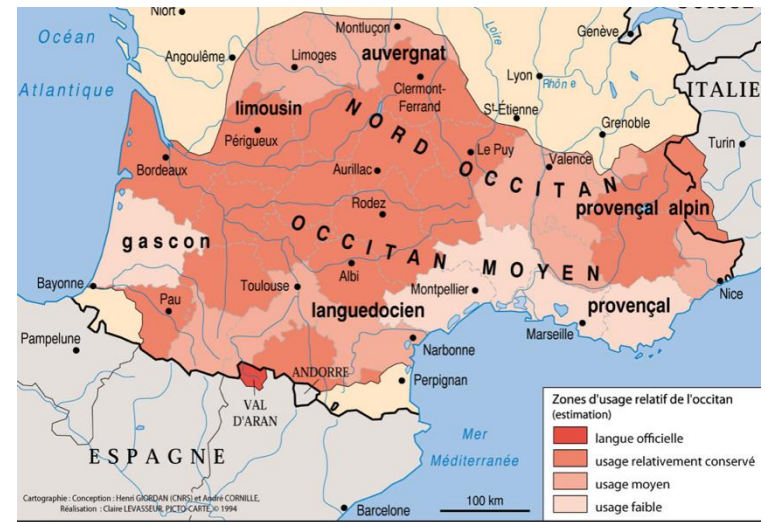 Niort
Montluçon
Genève
SUISSE
Océan
Atlantique
Angoulême
Limoges
auvergnat
Loire
Clermont-
Ferrand
Lyon
Rhône
ITALIE
limousin
Périgueux
St-Étienne
Grenoble
Turin
NORD OCCITAN
Le Puy
Valence
Bordeaux
Aurillac
provençal alpin
Rodez
gascon
OCCITAN MOYEN
Bayonne
Toulouse
Albi
Montpellier
Nice
Pau
languedocien
provençal
Marseille
Pampelune
Narbonne
ANDORRE
Perpignan
VAL
D'ARAN
ESPAGNE
Mer
Méditerranée
Barcelone
100 km
Zones d'usage relatif de l'occitan
(estimation)
langue officielle
usage relativement conservé
usage moyen
usage faible
Cartographie : Conception : Henri GIORDAN (CNRS) et André CORNILLE,
Réalisation : Claire LEVASSEUR, PICTO-CARTE, © 1994